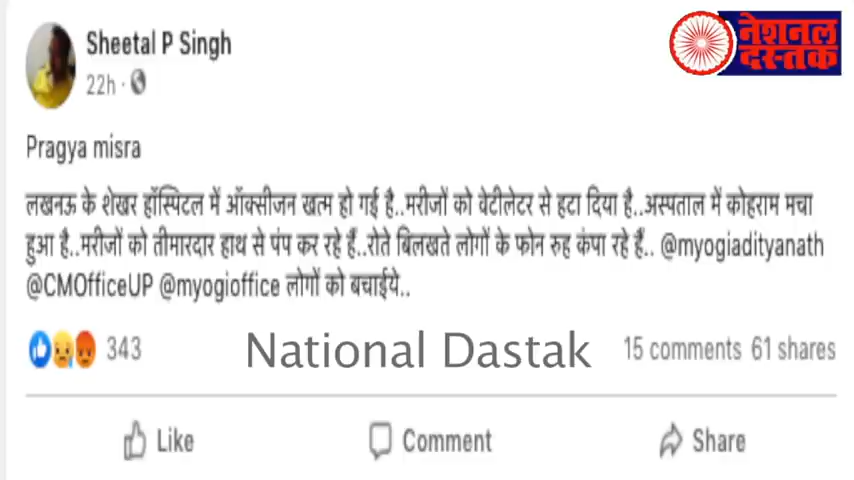 Sheetal P Singh
नेशनल
दस्तक
22h ·
Pragya misra
लखनऊ के शेखर हॉस्पिटल में ऑक्सीजन खत्म हो गई है..मरीजों को वेटीलेटर से हटा दिया है..अस्पताल में कोहराम मचा
हुआ है..मरीजों को तीमारदार हाथ से पंप कर रहे हैं..रोते बिलखते लोगों के फोन रुह कंपा रहे हैं.. @myogiadityanath
@CMOfficeUP @myogioffice लोगों को बचाईये..
343
National Dastak
15 comments 61 shares
Like
Comment
Share